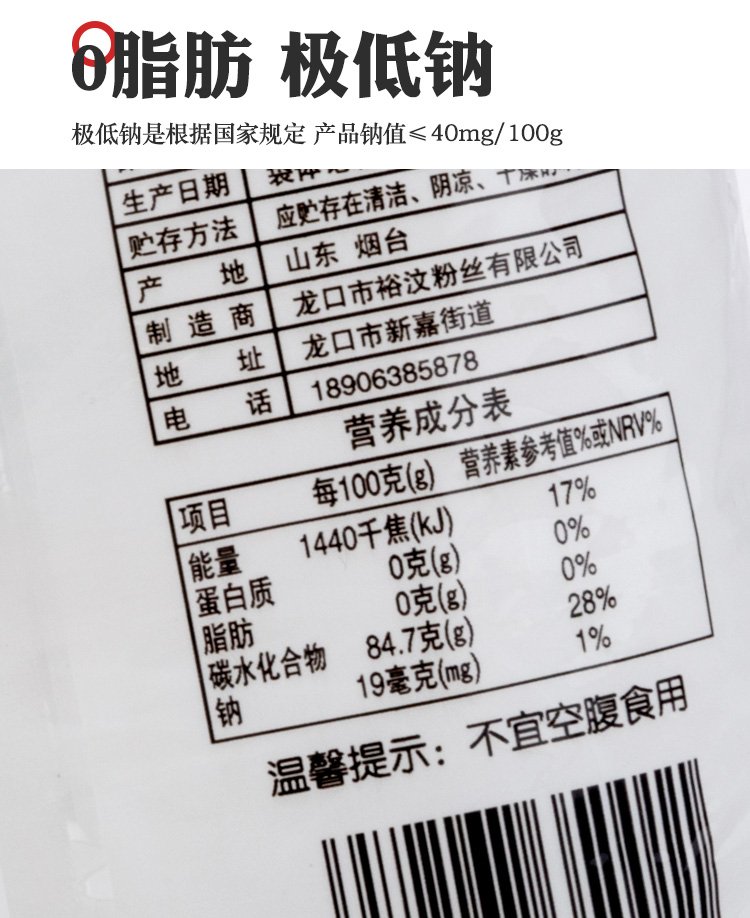 0脂肪 极低钠
极低钠是根据国家规定 产品钠值≤40mg/100g
生产日期
贮存方法 应贮存在清洁、阴凉、干燥的
产地 山东 烟台
制造商 龙口市裕汶粉丝有限公司
地址 龙口市新嘉街道
电话 18906385878
营养成分表
项目 每100克(g) 营养素参考值%或NRV%
能量 1440千焦(kJ) 17%
蛋白质 0克(g) 0%
脂肪 0克(g) 0%
碳水化合物 84.7克(g) 28%
钠 19毫克(mg) 1%
温馨提示：不宜空腹食用